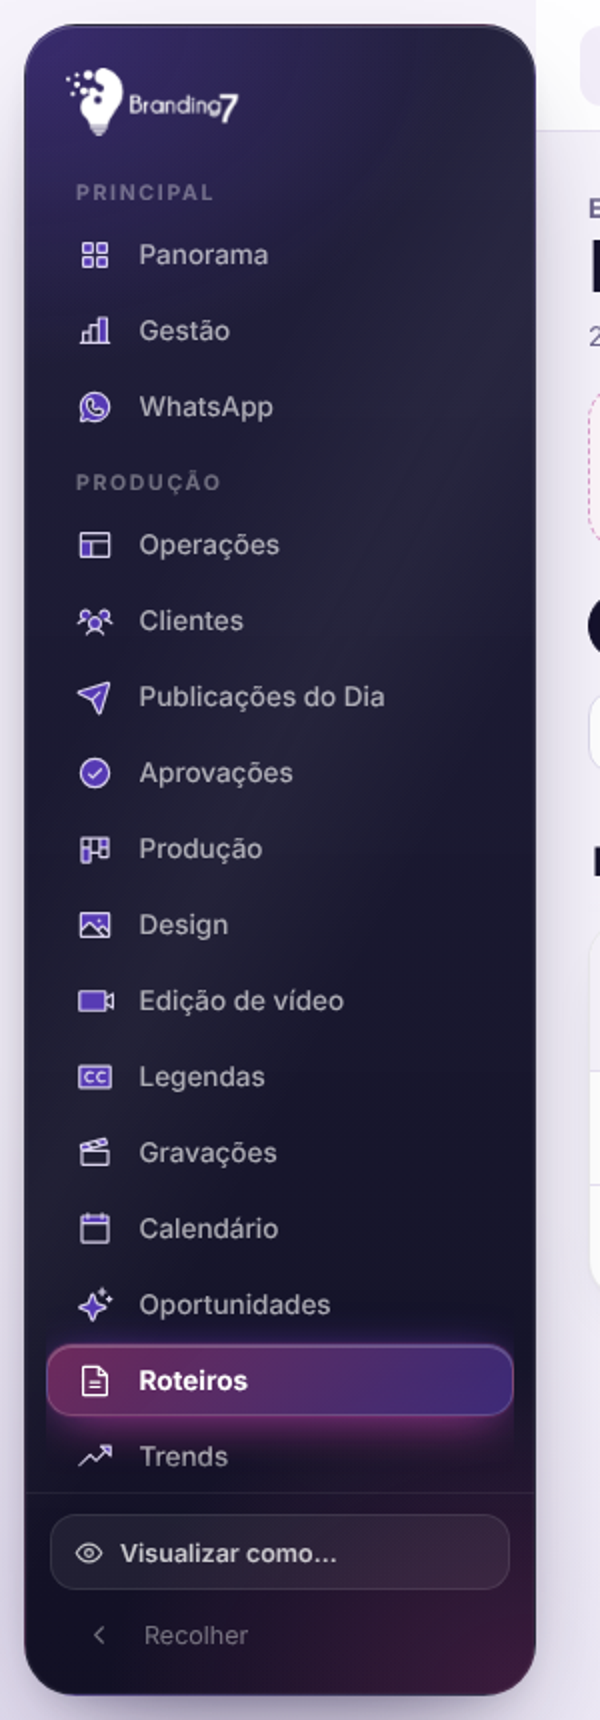 Branding7
PRINCIPAL
Panorama
Gestão
WhatsApp
PRODUÇÃO
Operações
Clientes
Publicações do Dia
Aprovações
Produção
Design
Edição de vídeo
CC Legendas
Gravações
Calendário
Oportunidades
Roteiros
Trends
Visualizar como...
Recolher